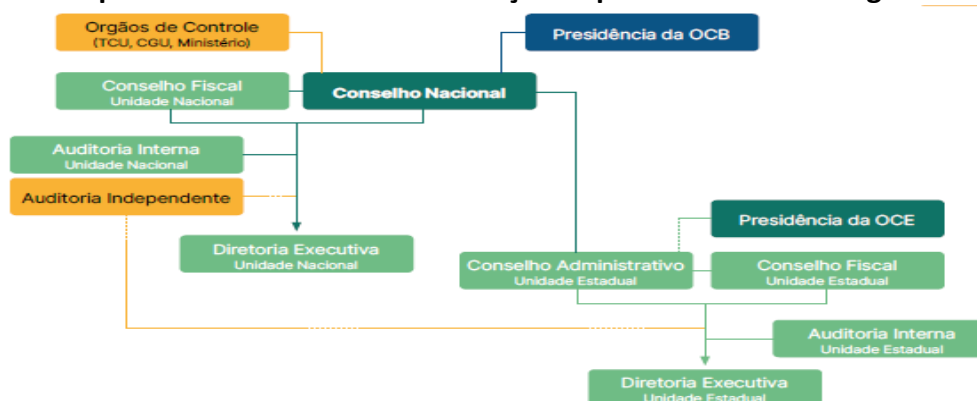 Orgãos de Controle
(TCU, CGU, Ministério)
Presidência da OCB
Conselho Fiscal
Unidade Nacional
Conselho Nacional
Auditoria Interna
Unidade Nacional
Auditoria Independente
Presidência da OCE
Diretoria Executiva
Unidade Nacional
Conselho Administrativo
Unidade Estadual
Conselho Fiscal
Unidade Estadual
Auditoria Interna
Unidade Estadual
Diretoria Executiva
Unidade Estadual